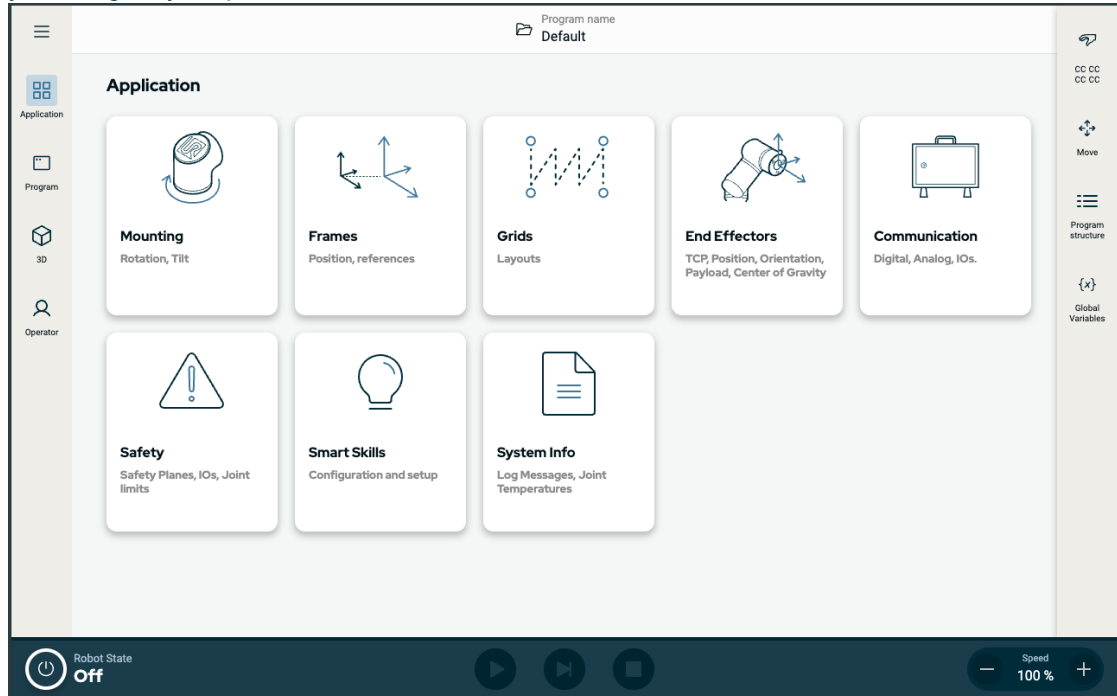 Program name
Default
Application
Program
3D
Operator
Application
Mounting
Rotation, Tilt
Frames
Position, references
Grids
Layouts
End Effectors
TCP, Position, Orientation,
Payload, Center of Gravity
Communication
Digital, Analog, IOs.
Safety
Safety Planes, IOs, Joint
limits
Smart Skills
Configuration and setup
System Info
Log Messages, Joint
Temperatures
CC CC
CC CC
Move
Program
structure
{x}
Global
Variables
Robot State
Off
Speed
100 %